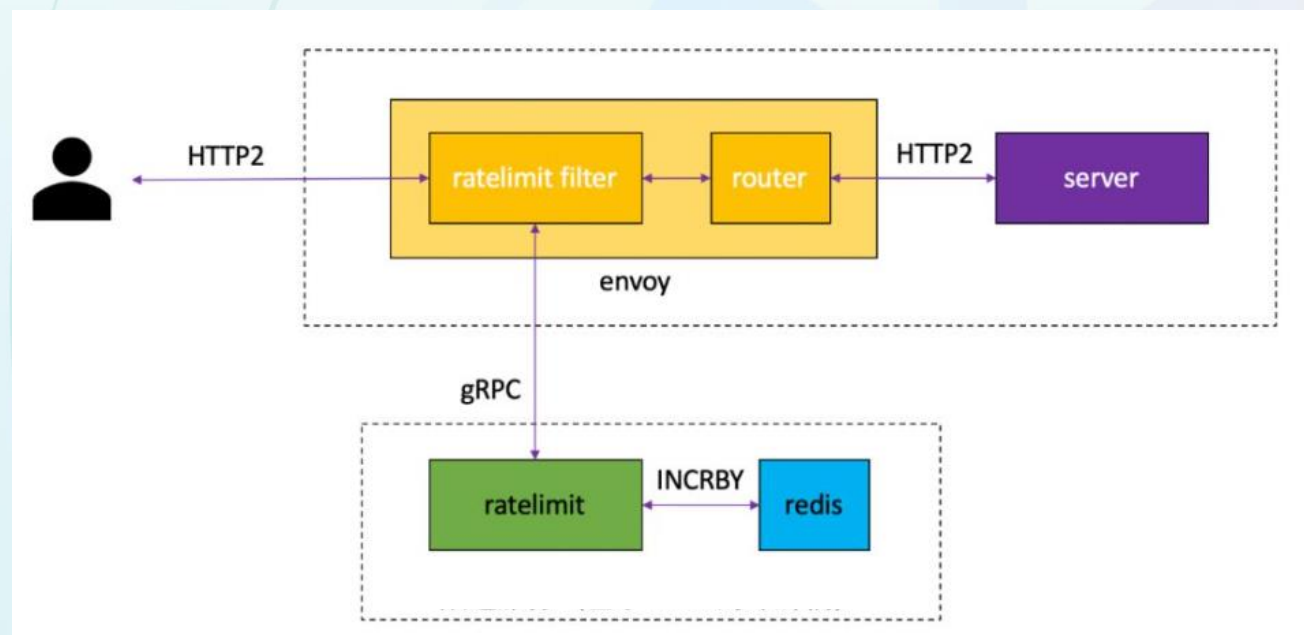 HTTP2
ratelimit filter
router
HTTP2
server
envoy
gRPC
ratelimit
INCRBY
redis